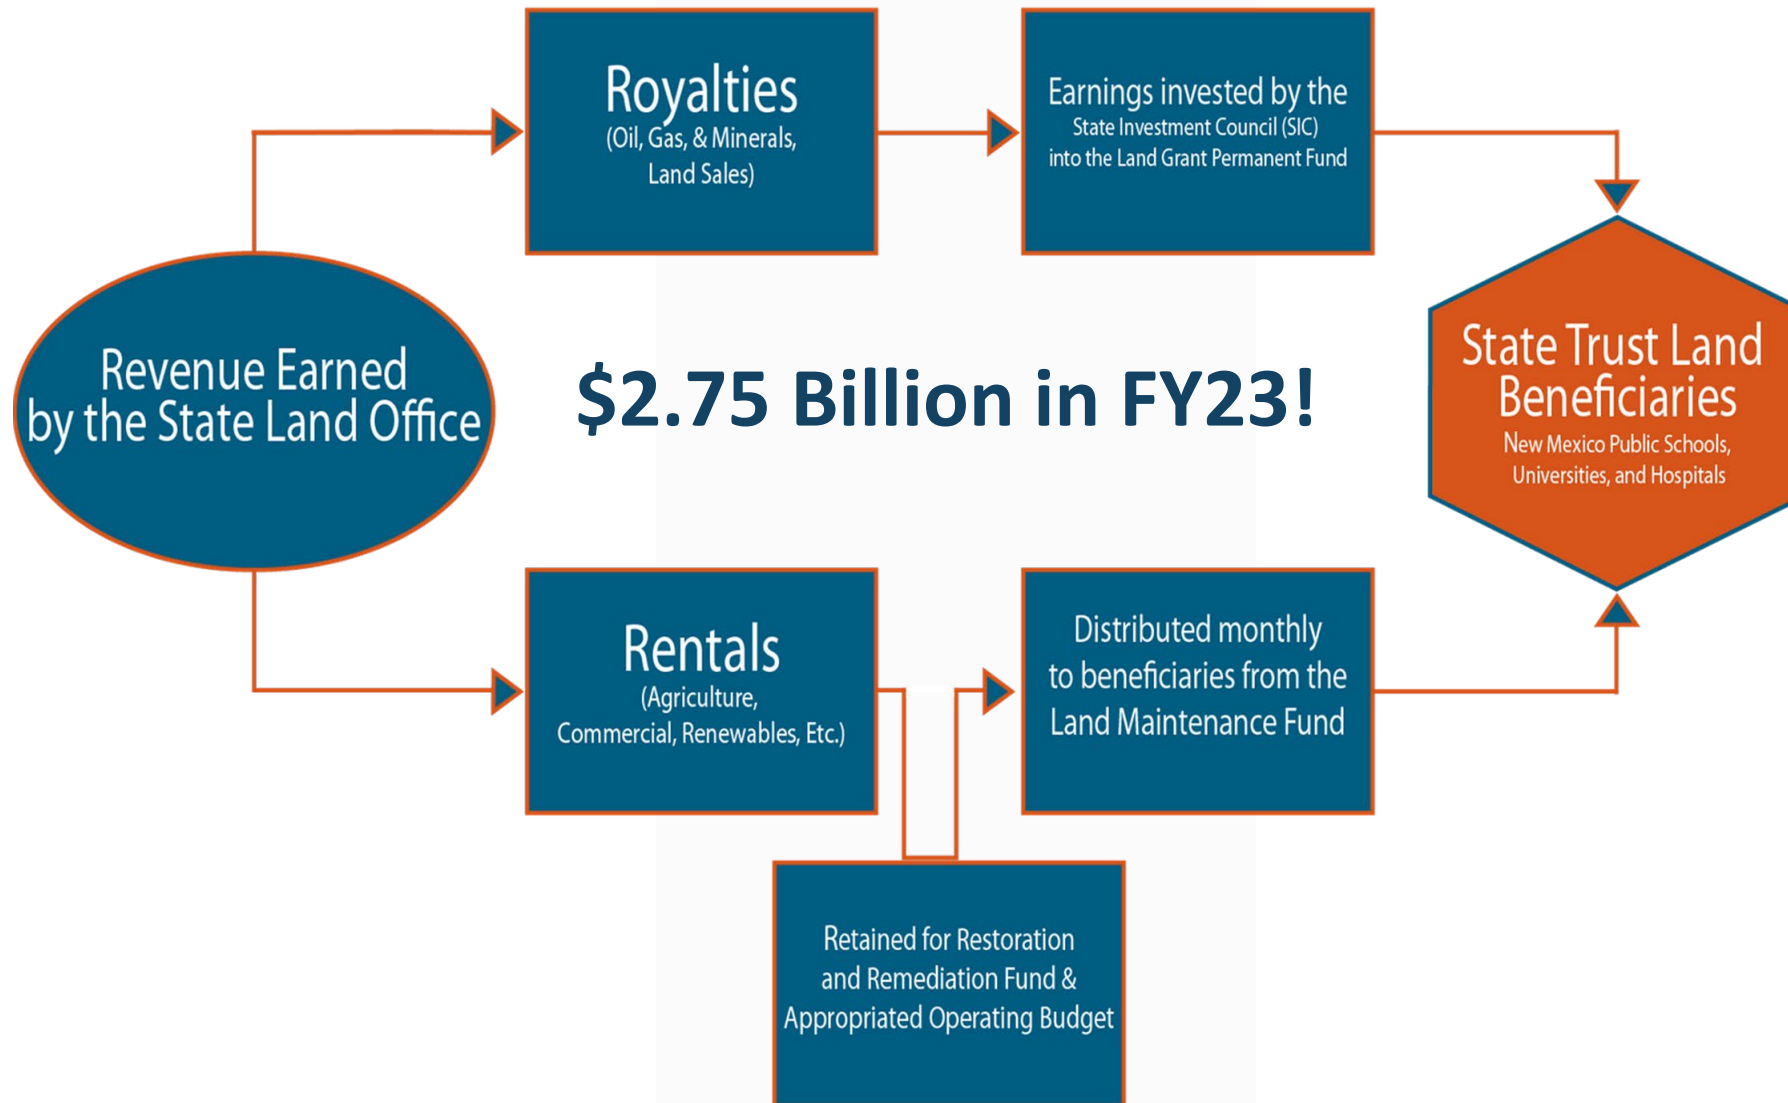 Royalties
(Oil, Gas, & Minerals,
Land Sales)
Earnings invested by the
State Investment Council (SIC)
into the Land Grant Permanent Fund
Revenue Earned
by the State Land Office
$2.75 Billion in FY23!
State Trust Land
Beneficiaries
New Mexico Public Schools,
Universities, and Hospitals
Rentals
(Agriculture,
Commercial, Renewables, Etc.)
Distributed monthly
to beneficiaries from the
Land Maintenance Fund
Retained for Restoration
and Remediation Fund &
Appropriated Operating Budget